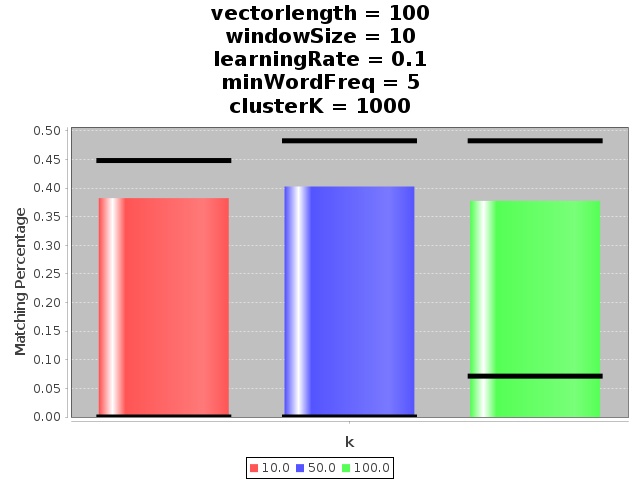 vectorlength = 100
windowSize = 10
learningRate = 0.1
minWordFreq = 5
clusterK = 1000
Matching Percentage
0.50
0.45
0.40
0.35
0.30
0.25
0.20
0.15
0.10
0.05
0.00
k
10.0 50.0 100.0